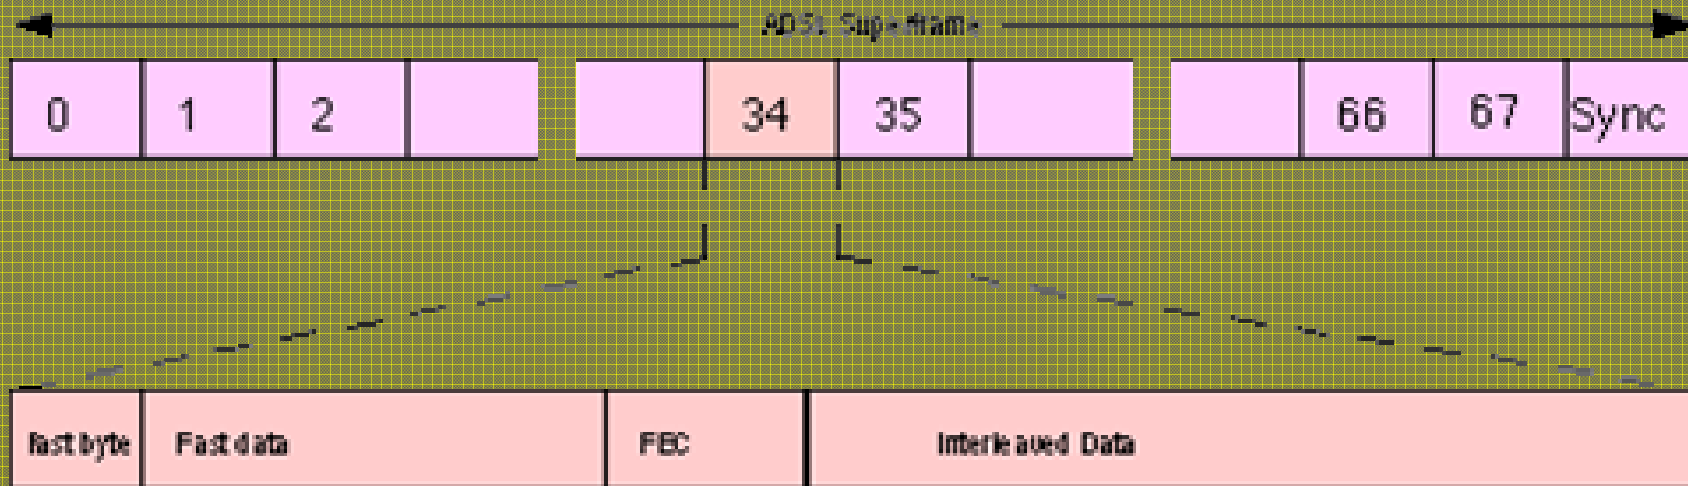 ADSL Superframe
0 1 2 34 35 66 67 Sync
Fast byte Fast data FEC Interleaved Data